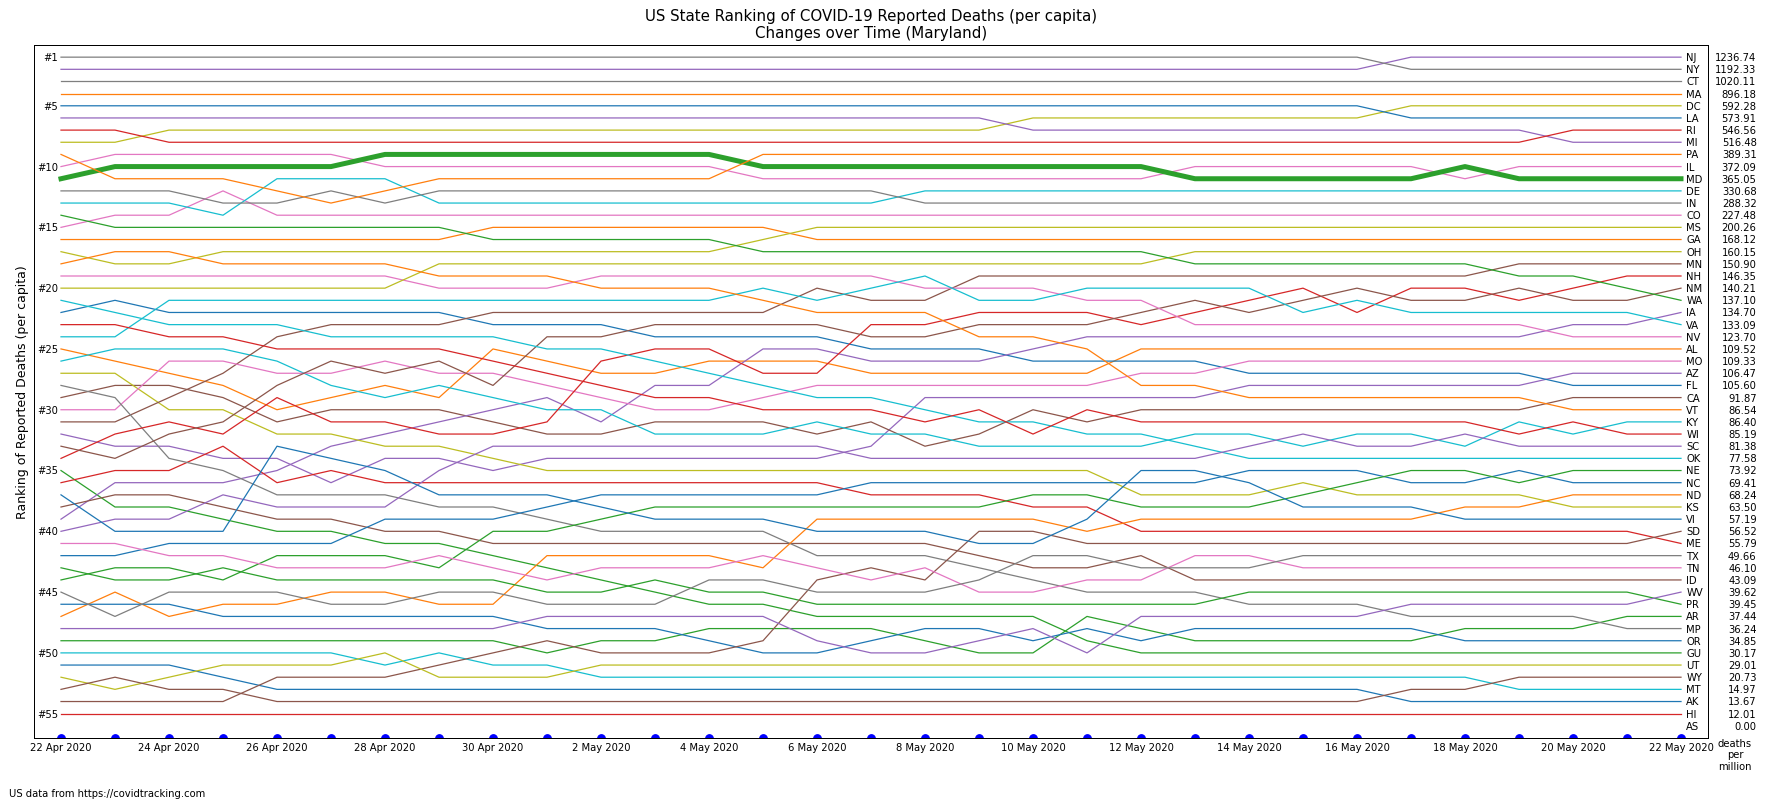 US State Ranking of COVID-19 Reported Deaths (per capita)
Changes over Time (Maryland)
Ranking of Reported Deaths (per capita)
#1
#5
#10
#15
#20
#25
#30
#35
#40
#45
#50
#55
NJ 1236.74
NY 1192.33
CT 1020.11
MA 896.18
DC 592.28
LA 573.91
RI 546.56
MI 516.48
PA 389.31
IL 372.09
MD 365.05
DE 330.68
IN 288.32
CO 227.48
MS 200.26
GA 168.12
OH 160.15
MN 150.90
NH 146.35
NM 140.21
WA 137.10
IA 134.70
VA 133.09
NV 123.70
AL 109.52
MO 109.33
AZ 106.47
FL 105.60
CA 91.87
VT 86.54
KY 86.40
WI 85.19
SC 81.38
OK 77.58
NE 73.92
NC 69.41
ND 68.24
KS 63.50
VI 57.19
SD 56.52
ME 55.79
TX 49.66
TN 46.10
ID 43.09
WV 39.62
PR 39.45
AR 37.44
MP 36.24
OR 34.85
GU 30.17
UT 29.01
WY 20.73
MT 14.97
AK 13.67
HI 12.01
AS 0.00
22 Apr 2020 24 Apr 2020 26 Apr 2020 28 Apr 2020 30 Apr 2020 2 May 2020 4 May 2020 6 May 2020 8 May 2020 10 May 2020 12 May 2020 14 May 2020 16 May 2020 18 May 2020 20 May 2020 22 May 2020
deaths
per
million
US data from https://covidtracking.com